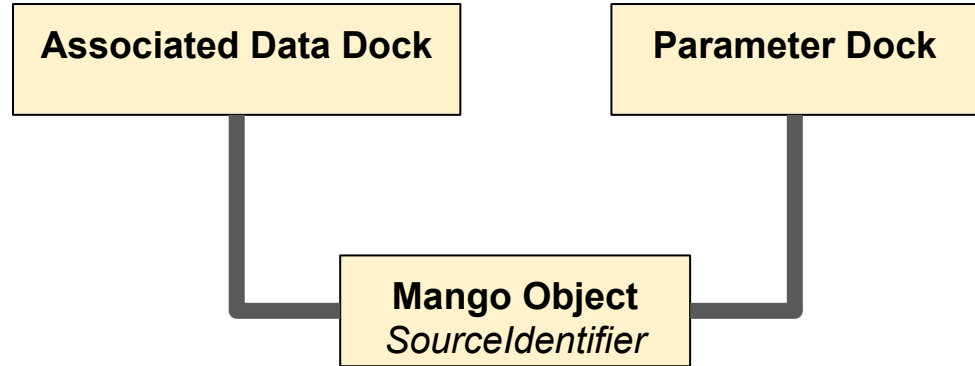 Associated Data Dock
Parameter Dock
Mango Object
SourceIdentifier